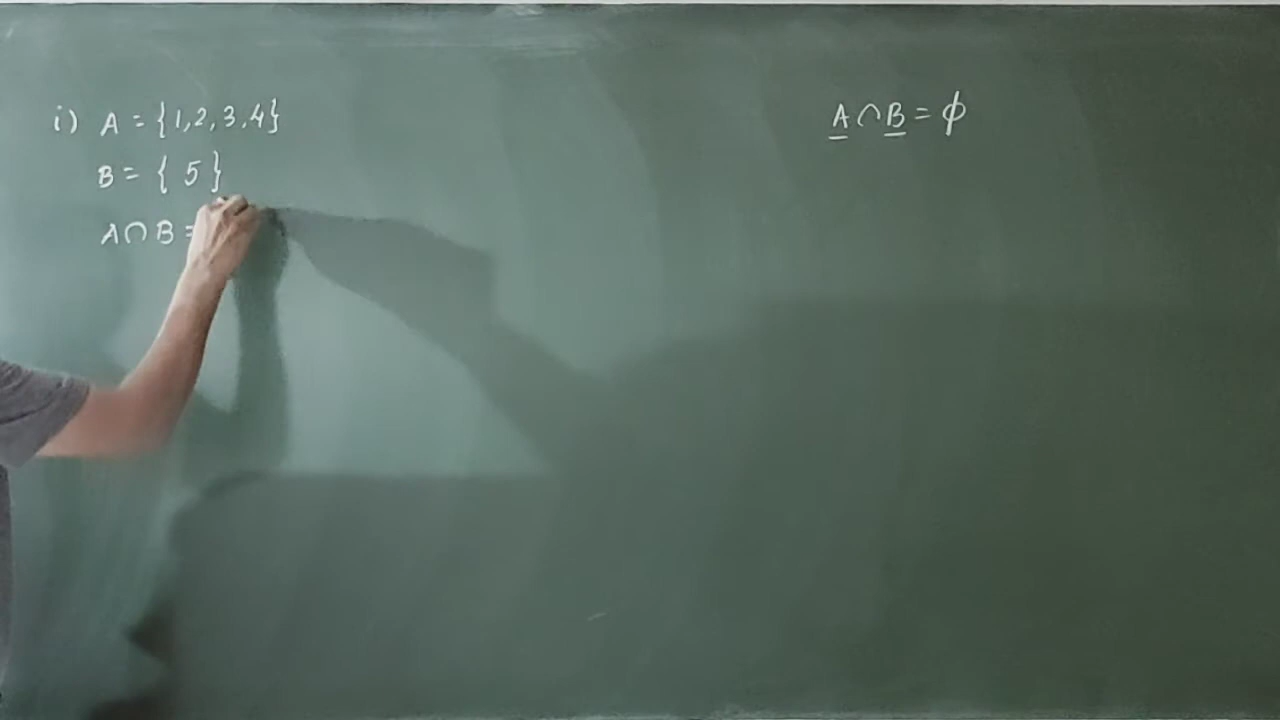 i) A = {1,2,3,4}
B = { 5 }
A∩B =
A∩B = ϕ